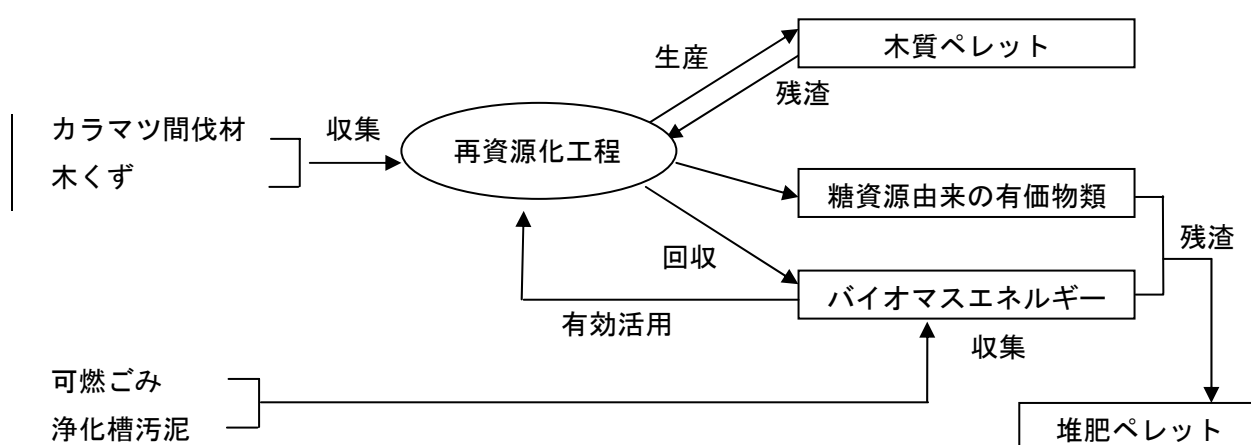 木質ペレット
生産
残渣
カラマツ間伐材
木くず
収集
再資源化工程
糖資源由来の有価物類
残渣
回収
バイオマスエネルギー
有効活用
収集
可燃ごみ
浄化槽汚泥
堆肥ペレット